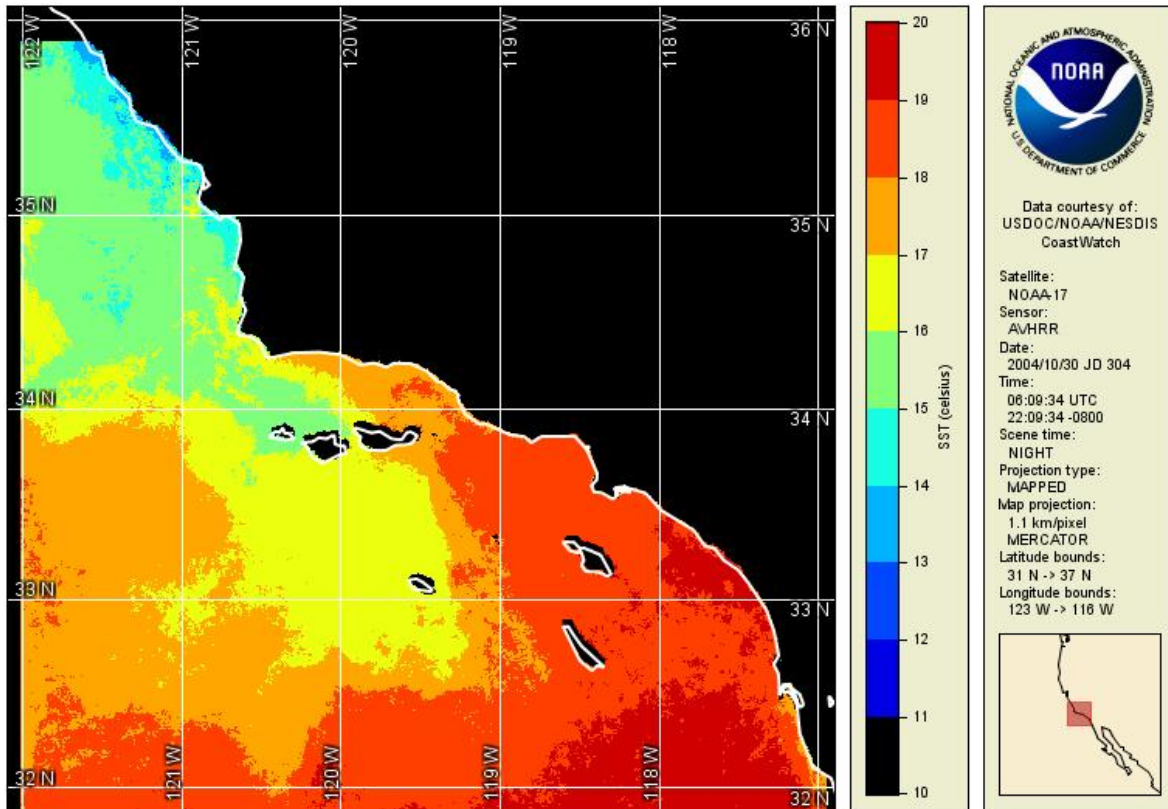 122 W
121 W
120 W
119 W
118 W
36 N
35 N
35 N
34 N
34 N
33 N
33 N
32 N
121 W
120 W
119 W
118 W
32 N
20
19
18
17
16
15
14
13
12
11
10
SST (celsius)
NATIONAL OCEANIC AND ATMOSPHERIC ADMINISTRATION
NOAA
U.S. DEPARTMENT OF COMMERCE
Data courtesy of:
USDOC/NOAA/NESDIS
CoastWatch
Satellite:
NOAA-17
Sensor:
AVHRR
Date:
2004/10/30 JD 304
Time:
06:09:34 UTC
22:09:34 -0800
Scene time:
NIGHT
Projection type:
MAPPED
Map projection:
1.1 km/pixel
MERCATOR
Latitude bounds:
31 N -> 37 N
Longitude bounds:
123 W -> 116 W